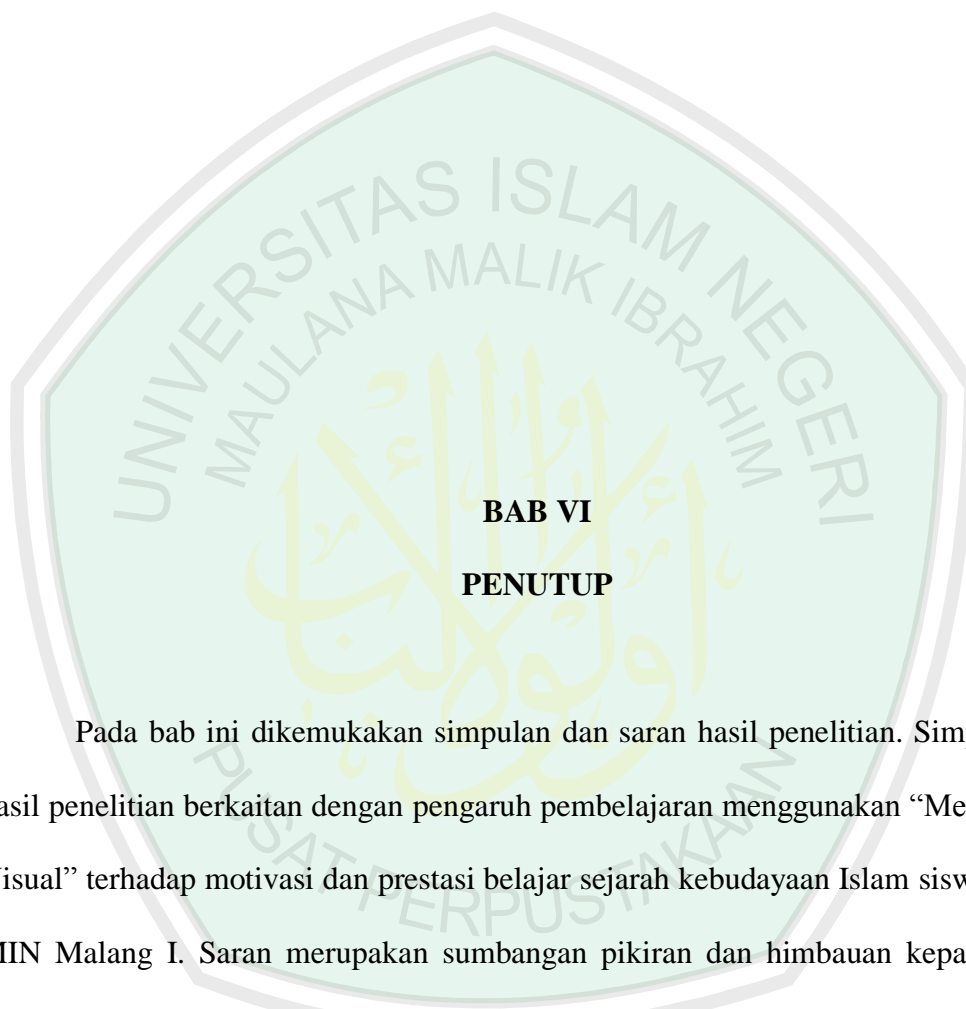 UNIVERSITAS ISLAM NEGERI
MAULANA MALIK IBRAHIM
BAB VI
PENUTUP
Pada bab ini dikemukakan simpulan dan saran hasil penelitian. Simp
asil penelitian berkaitan dengan pengaruh pembelajaran menggunakan “Me
isual” terhadap motivasi dan prestasi belajar sejarah kebudayaan Islam sisw
MIN Malang I. Saran merupakan sumbangan pikiran dan himbauan kepa
PUSAT PERPUSTAKAAN